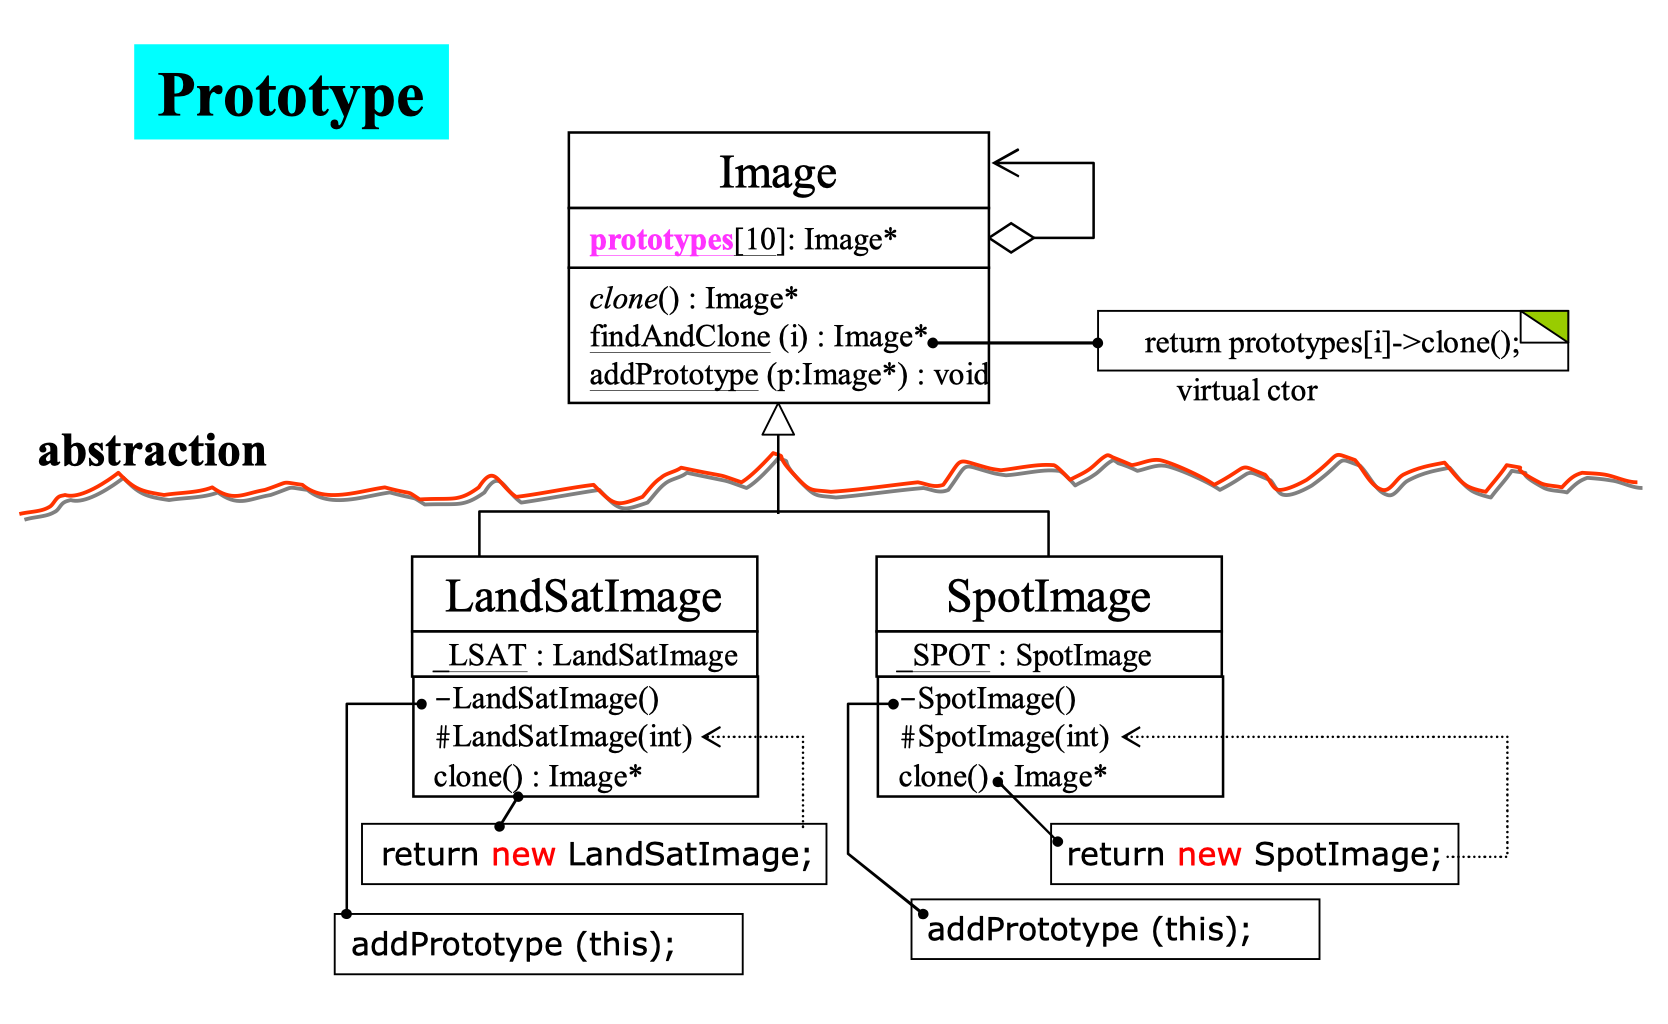 Prototype
Image
prototypes[10]: Image*
clone() : Image*
findAndClone (i) : Image*
addPrototype (p:Image*) : void
return prototypes[i]->clone();
virtual ctor
abstraction
LandSatImage
_LSAT : LandSatImage
-LandSatImage()
#LandSatImage(int)
clone() : Image*
return new LandSatImage;
addPrototype (this);
SpotImage
_SPOT : SpotImage
-SpotImage()
#SpotImage(int)
clone() : Image*
return new SpotImage;
addPrototype (this);